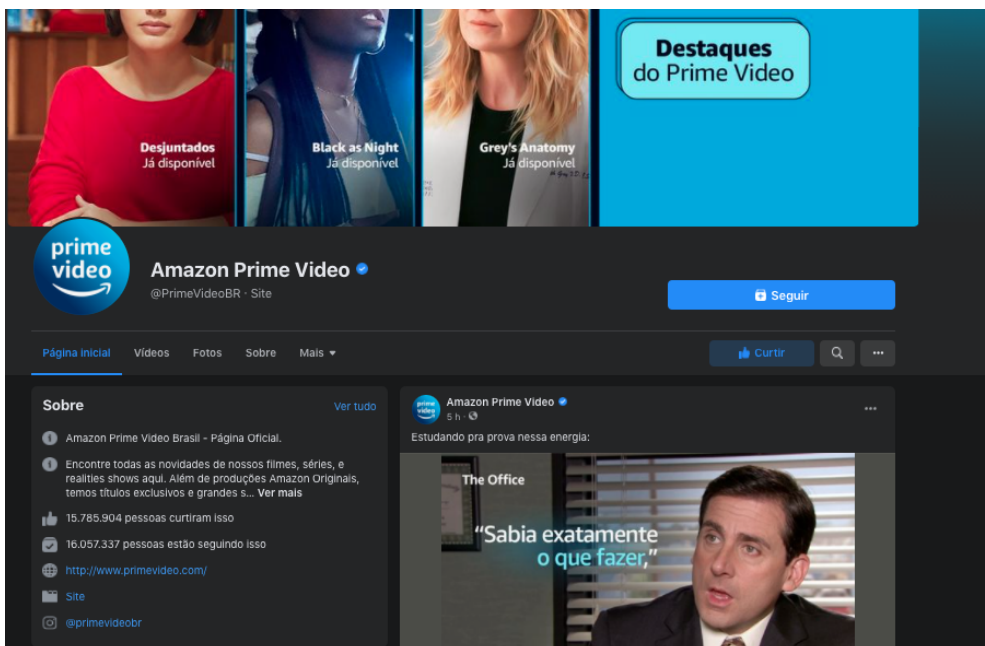 Destaques
do Prime Video
Desjuntados
Já disponível
Black as Night
Já disponível
Grey's Anatomy
Já disponível
prime
video
Amazon Prime Video
@PrimeVideoBR · Site
Seguir
Página inicial
Vídeos
Fotos
Sobre
Mais
Curtir
Sobre
Ver tudo
Amazon Prime Video Brasil - Página Oficial.
Encontre todas as novidades de nossos filmes, séries, e
realities shows aqui. Além de produções Amazon Originais,
temos títulos exclusivos e grandes s... Ver mais
15.785.904 pessoas curtiram isso
16.057.337 pessoas estão seguindo isso
http://www.primevideo.com/
Site
@primevideobr
prime
video
Amazon Prime Video
5 h ·
Estudando pra prova nessa energia:
The Office
“Sabia exatamente
o que fazer,”